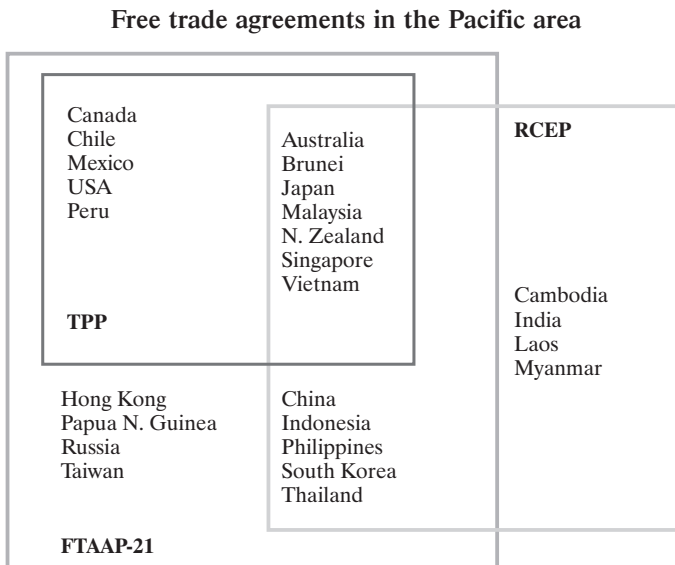 Free trade agreements in the Pacific area
Canada
Chile
Mexico
USA
Peru
TPP
Australia
Brunei
Japan
Malaysia
N. Zealand
Singapore
Vietnam
RCEP
Cambodia
India
Laos
Myanmar
Hong Kong
Papua N. Guinea
Russia
Taiwan
China
Indonesia
Philippines
South Korea
Thailand
FTAAP-21